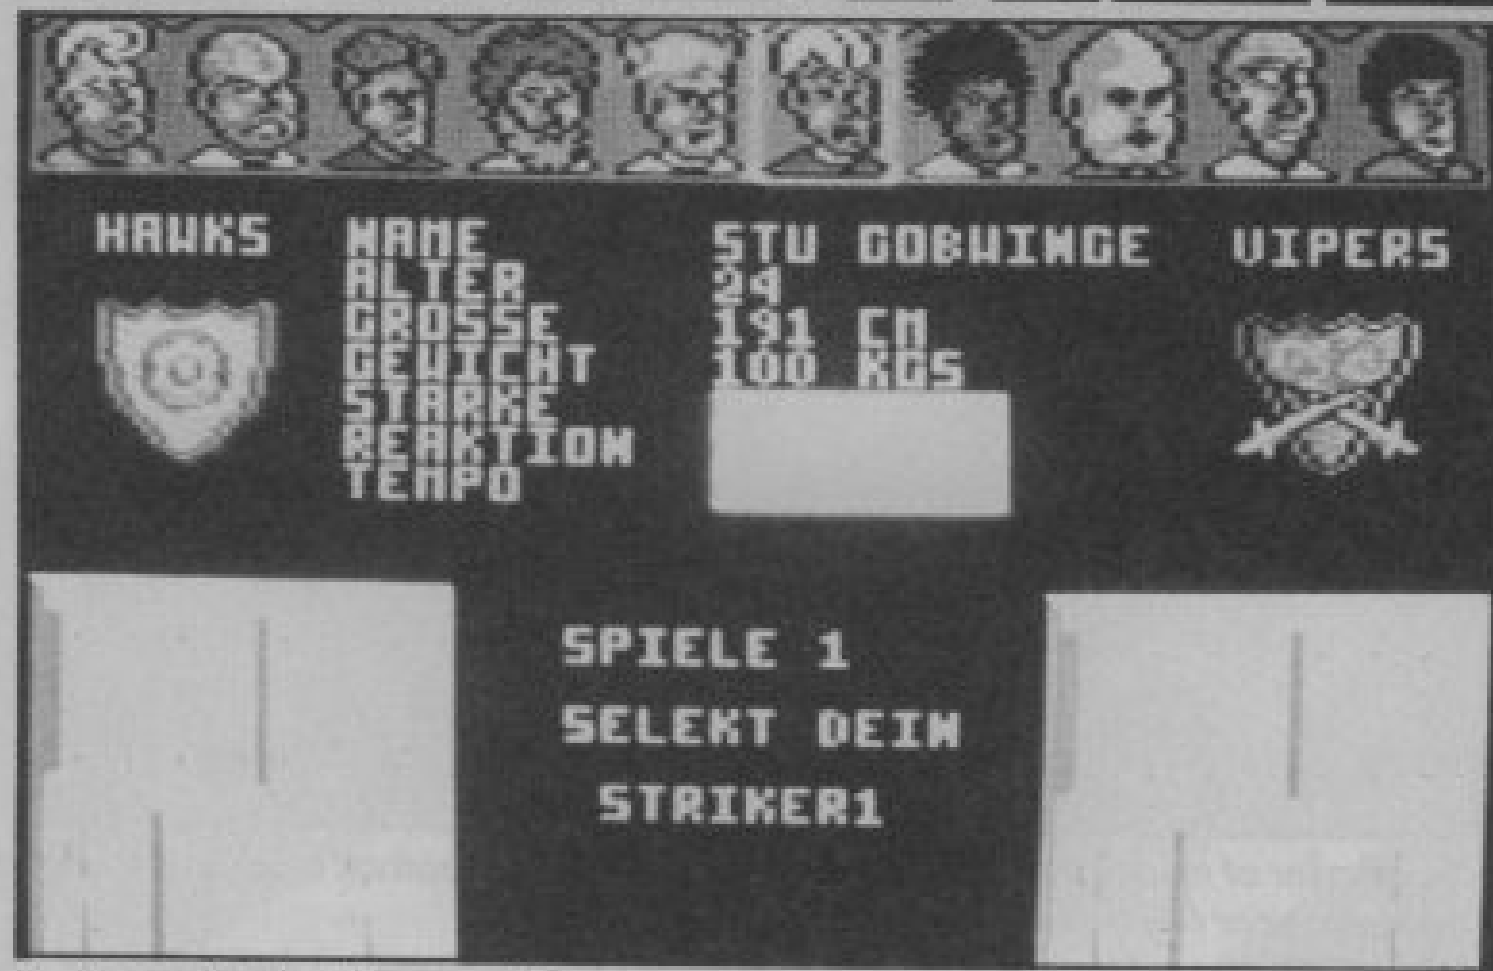 HAWKS
NAME STU GOBWINGE
ALTER 24
GROSSE 191 CM
GEWICHT 100 KGS
STARKE
REAKTION
TEMPO
VIPERS
SPIELE 1
SELEKT DEIN
STRIKER1